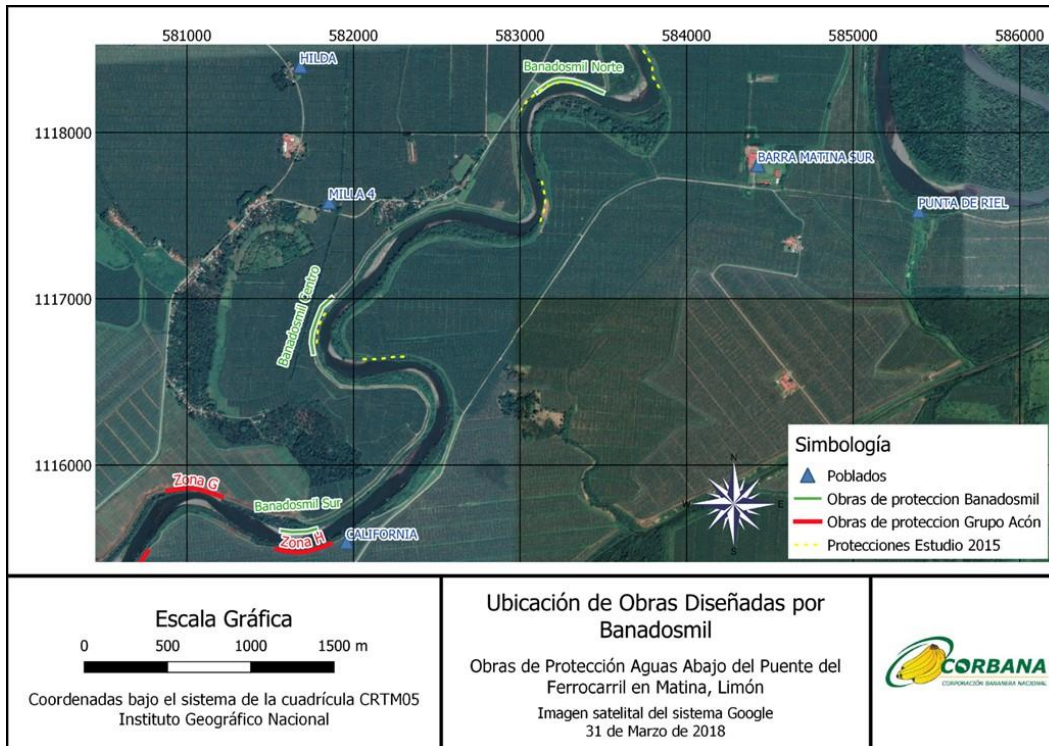 581000 582000 583000 584000 585000 586000
HILDA
Banadosmil Norte
1118000
BARRA MATINA SUR
MILLA 4
PUNTA DE RIEL
1117000
Banadosmil Centro
1116000
Zona G
Banadosmil Sur
Zona H
CALIFORNIA
N
W
E
S
Simbología
Poblados
Obras de proteccion Banadosmil
Obras de proteccion Grupo Acón
Protecciones Estudio 2015
Escala Gráfica
0 500 1000 1500 m
Coordenadas bajo el sistema de la cuadrícula CRTM05
Instituto Geográfico Nacional
Ubicación de Obras Diseñadas por
Banadosmil
Obras de Protección Aguas Abajo del Puente del
Ferrocarril en Matina, Limón
Imagen satelital del sistema Google
31 de Marzo de 2018
CORBANA
CORPORACIÓN BANANERA NACIONAL